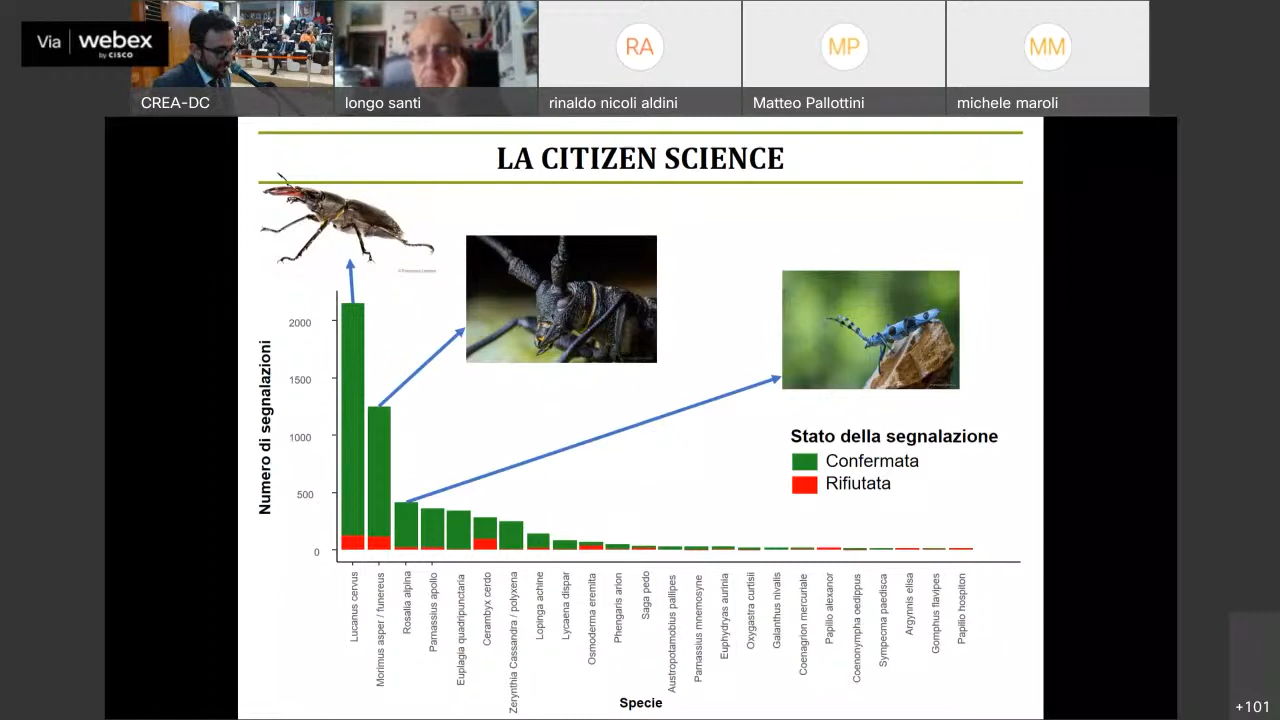 Via webex
by CISCO
RA
MP
MM
CREA-DC
longo santi
rinaldo nicoli aldini
Matteo Pallottini
michele maroli
LA CITIZEN SCIENCE
Numero di segnalazioni
2000
1500
1000
500
0
Stato della segnalazione
Confermata
Rifiutata
Lucanus cervus
Morimus asper / funereus
Rosalia alpina
Parnassius apollo
Euplagia quadripunctaria
Cerambyx cerdo
Zerynthia Cassandra / polyxena
Lopinga achine
Lycaena dispar
Osmoderma eremita
Phengaris arion
Saga pedo
Austropotamobius pallipes
Parnassius mnemosyne
Euphydryas aurinia
Oxygastra curtisii
Galanthus nivalis
Coenagrion mercuriale
Papilio alexanor
Coenonympha oedippus
Sympecma paedisca
Argynnis elisa
Gomphus flavipes
Papilio hospiton
Specie
+101